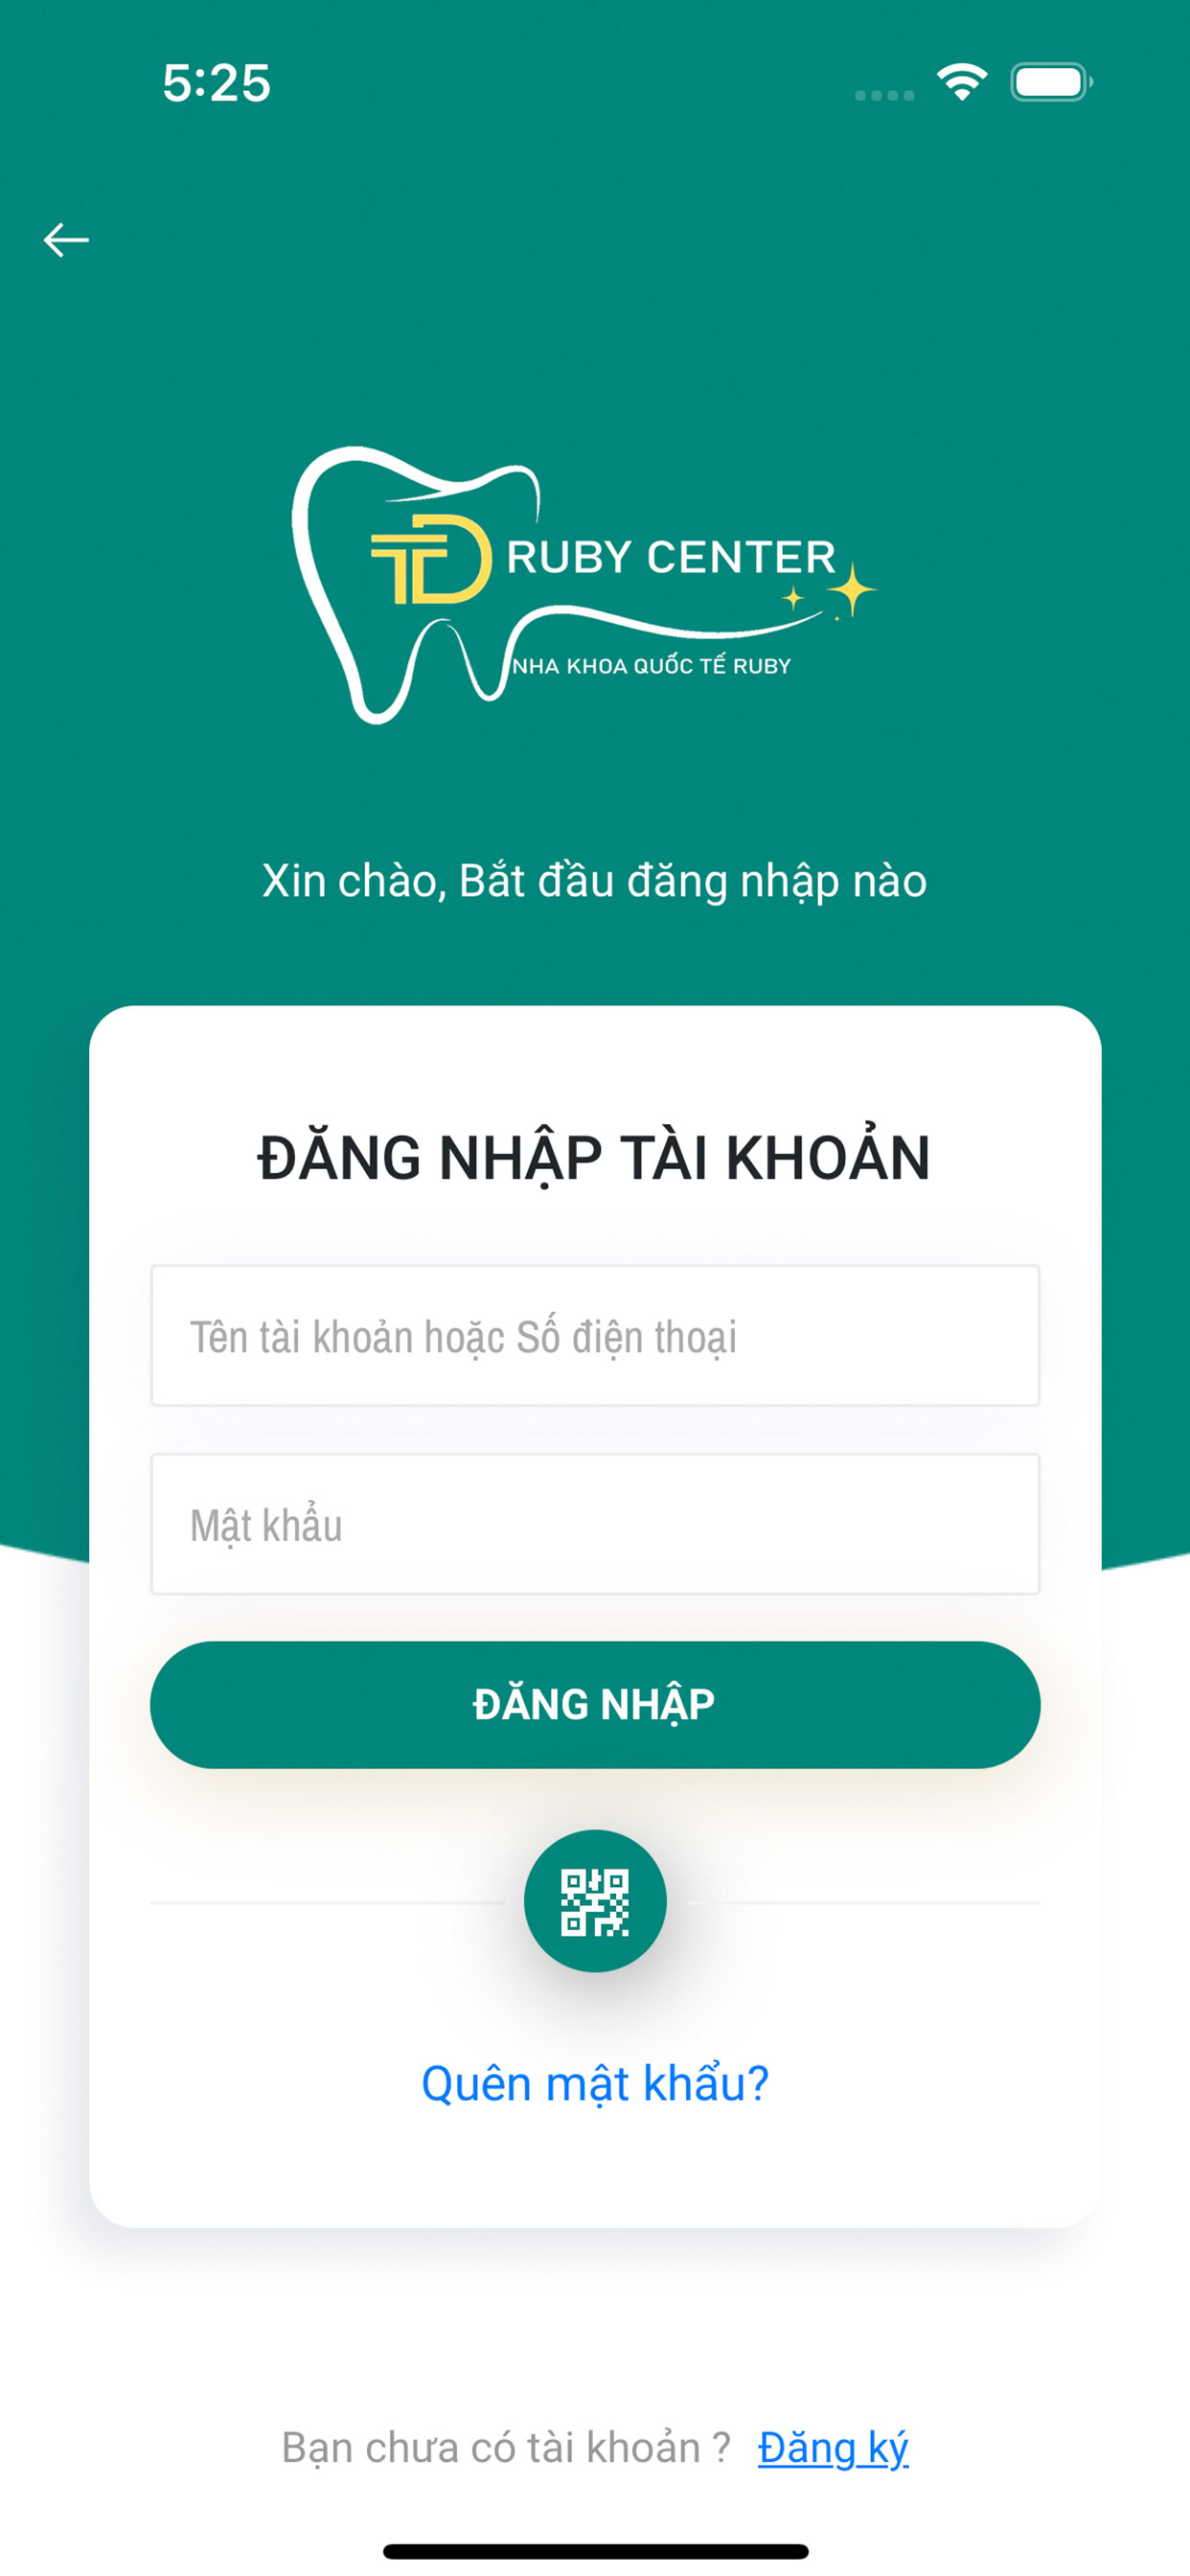 5:25
TD RUBY CENTER
NHA KHOA QUỐC TẾ RUBY
Xin chào, Bắt đầu đăng nhập nào
ĐĂNG NHẬP TÀI KHOẢN
Tên tài khoản hoặc Số điện thoại
Mật khẩu
ĐĂNG NHẬP
Quên mật khẩu?
Bạn chưa có tài khoản ? Đăng ký